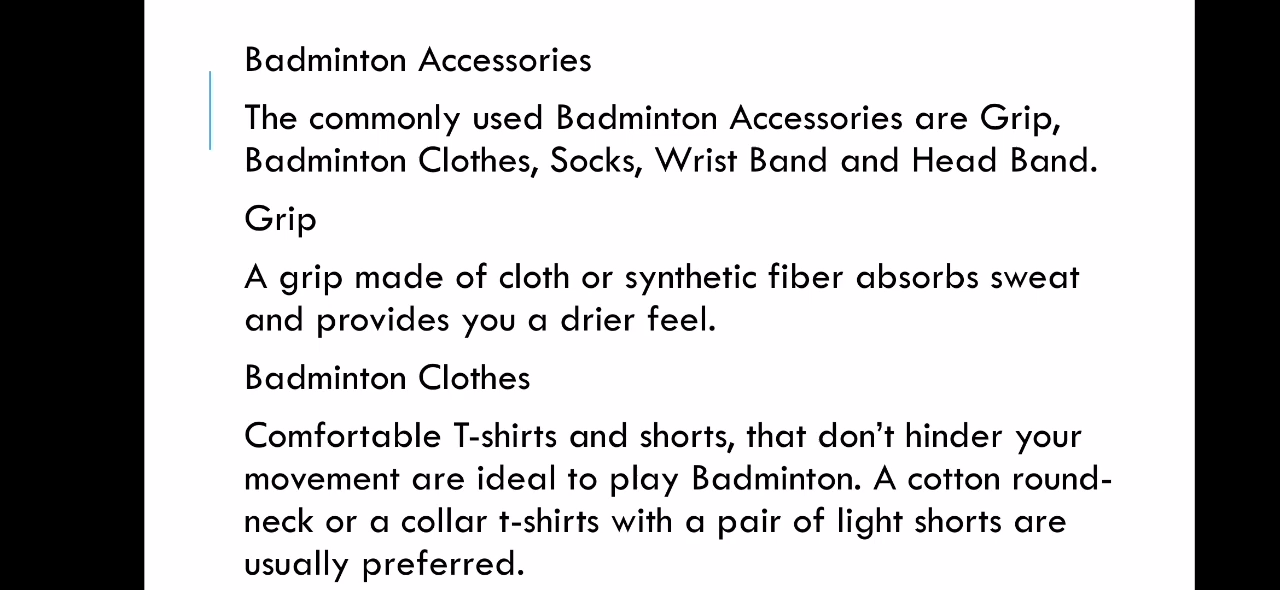 Badminton Accessories
The commonly used Badminton Accessories are Grip,
Badminton Clothes, Socks, Wrist Band and Head Band.
Grip
A grip made of cloth or synthetic fiber absorbs sweat
and provides you a drier feel.
Badminton Clothes
Comfortable T-shirts and shorts, that don’t hinder your
movement are ideal to play Badminton. A cotton round-
neck or a collar t-shirts with a pair of light shorts are
usually preferred.